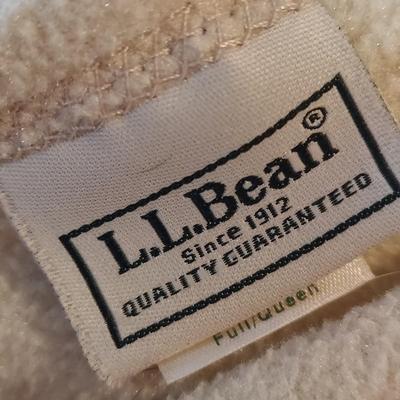 L.L.Bean®
Since 1912
QUALITY GUARANTEED
Full/Queen